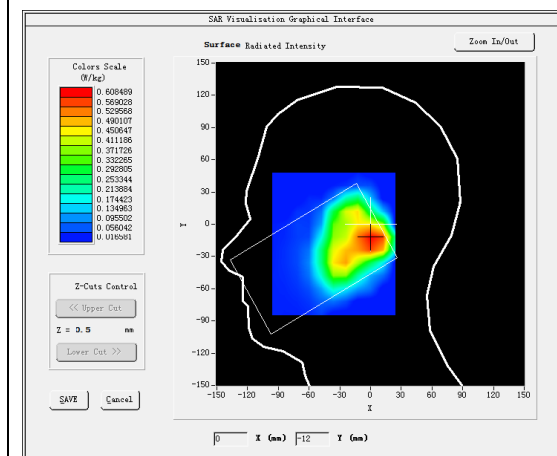 SAR Visualisation Graphical Interface
Surface Radiated Intensity
Zoom In/Out
Colors Scale
(W/kg)
0.608489
0.569028
0.529568
0.490107
0.450647
0.411186
0.371726
0.332265
0.292805
0.253344
0.213884
0.174423
0.134963
0.095502
0.056042
0.016581
Z-Cuts Control
<< Upper Cut
Z = 0.5 mm
Lower Cut >>
SAVE
Cancel
150
120
90
60
30
0
-30
-60
-90
-120
-150
Y
-150 -120 -90 -60 -30 0 30 60 90 120 150
X
0 X (mm) -12 Y (mm)